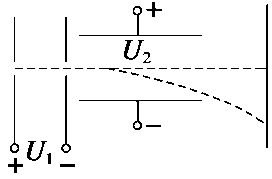 +
U₂
−
U₁
+ −